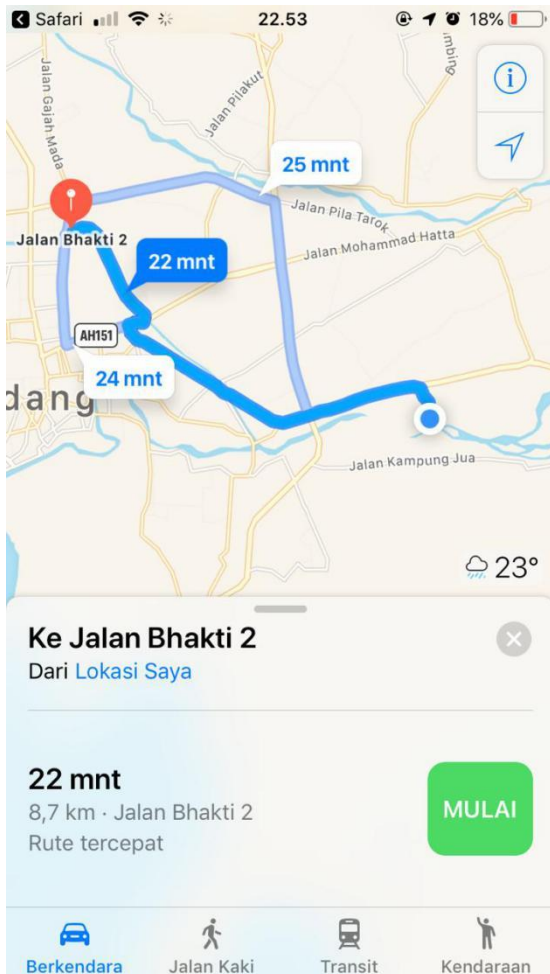 Safari
22.53
18%
mbing
Jalan Gajah Mada
Jalan Pilakut
25 mnt
Jalan Pila Tarok
Jalan Bhakti 2
Jalan Mohammad Hatta
22 mnt
AH151
24 mnt
dang
Jalan Kampung Jua
23°
Ke Jalan Bhakti 2
Dari Lokasi Saya
22 mnt
8,7 km · Jalan Bhakti 2
Rute tercepat
MULAI
Berkendara Jalan Kaki Transit Kendaraan